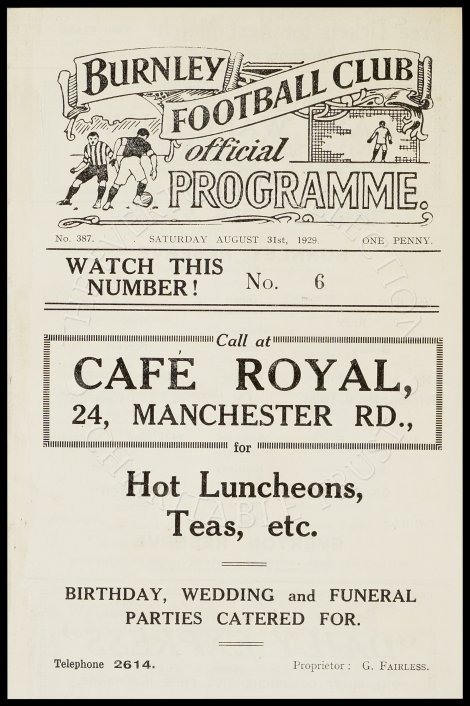 BURNLEY
FOOTBALL CLUB
official
PROGRAMME.
No. 387. SATURDAY AUGUST 31st, 1929. ONE PENNY.
WATCH THIS
NUMBER! No. 6
Call at
CAFÉ ROYAL,
24, MANCHESTER RD.,
for
Hot Luncheons,
Teas, etc.
BIRTHDAY, WEDDING and FUNERAL
PARTIES CATERED FOR.
Telephone 2614. Proprietor: G. FAIRLESS.